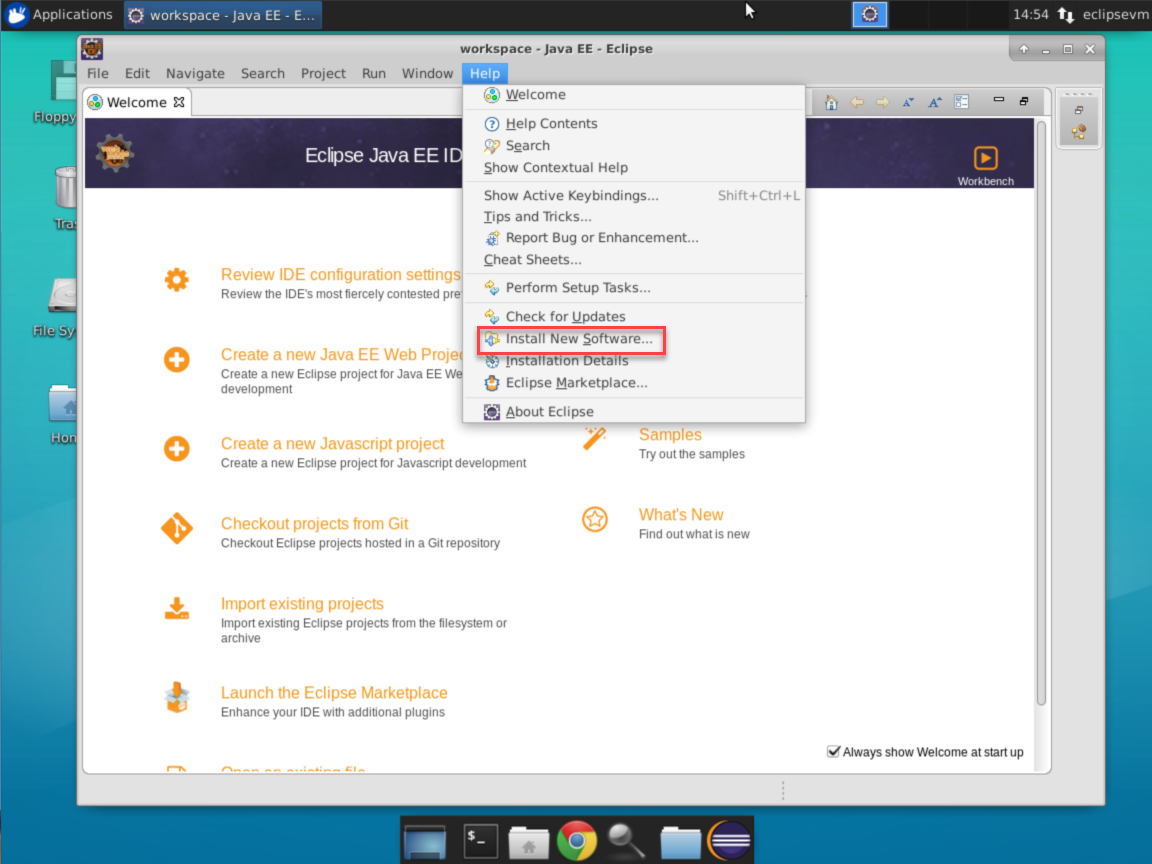 Applications
workspace - Java EE - E...
14:54
eclipsevm
workspace - Java EE - Eclipse
File Edit Navigate Search Project Run Window Help
Welcome
Floppy
Tras
File Sy
Hon
Eclipse Java EE ID
Workbench
Welcome
Help Contents
Search
Show Contextual Help
Show Active Keybindings... Shift+Ctrl+L
Tips and Tricks...
Report Bug or Enhancement...
Cheat Sheets...
Perform Setup Tasks...
Check for Updates
Install New Software...
Installation Details
Eclipse Marketplace...
About Eclipse
Review IDE configuration settings
Review the IDE's most fiercely contested pre
Create a new Java EE Web Projec
Create a new Eclipse project for Java EE We
development
Create a new Javascript project
Create a new Eclipse project for Javascript development
Checkout projects from Git
Checkout Eclipse projects hosted in a Git repository
Import existing projects
Import existing Eclipse projects from the filesystem or
archive
Launch the Eclipse Marketplace
Enhance your IDE with additional plugins
Open an existing file
Samples
Try out the samples
What's New
Find out what is new
Always show Welcome at start up
$_